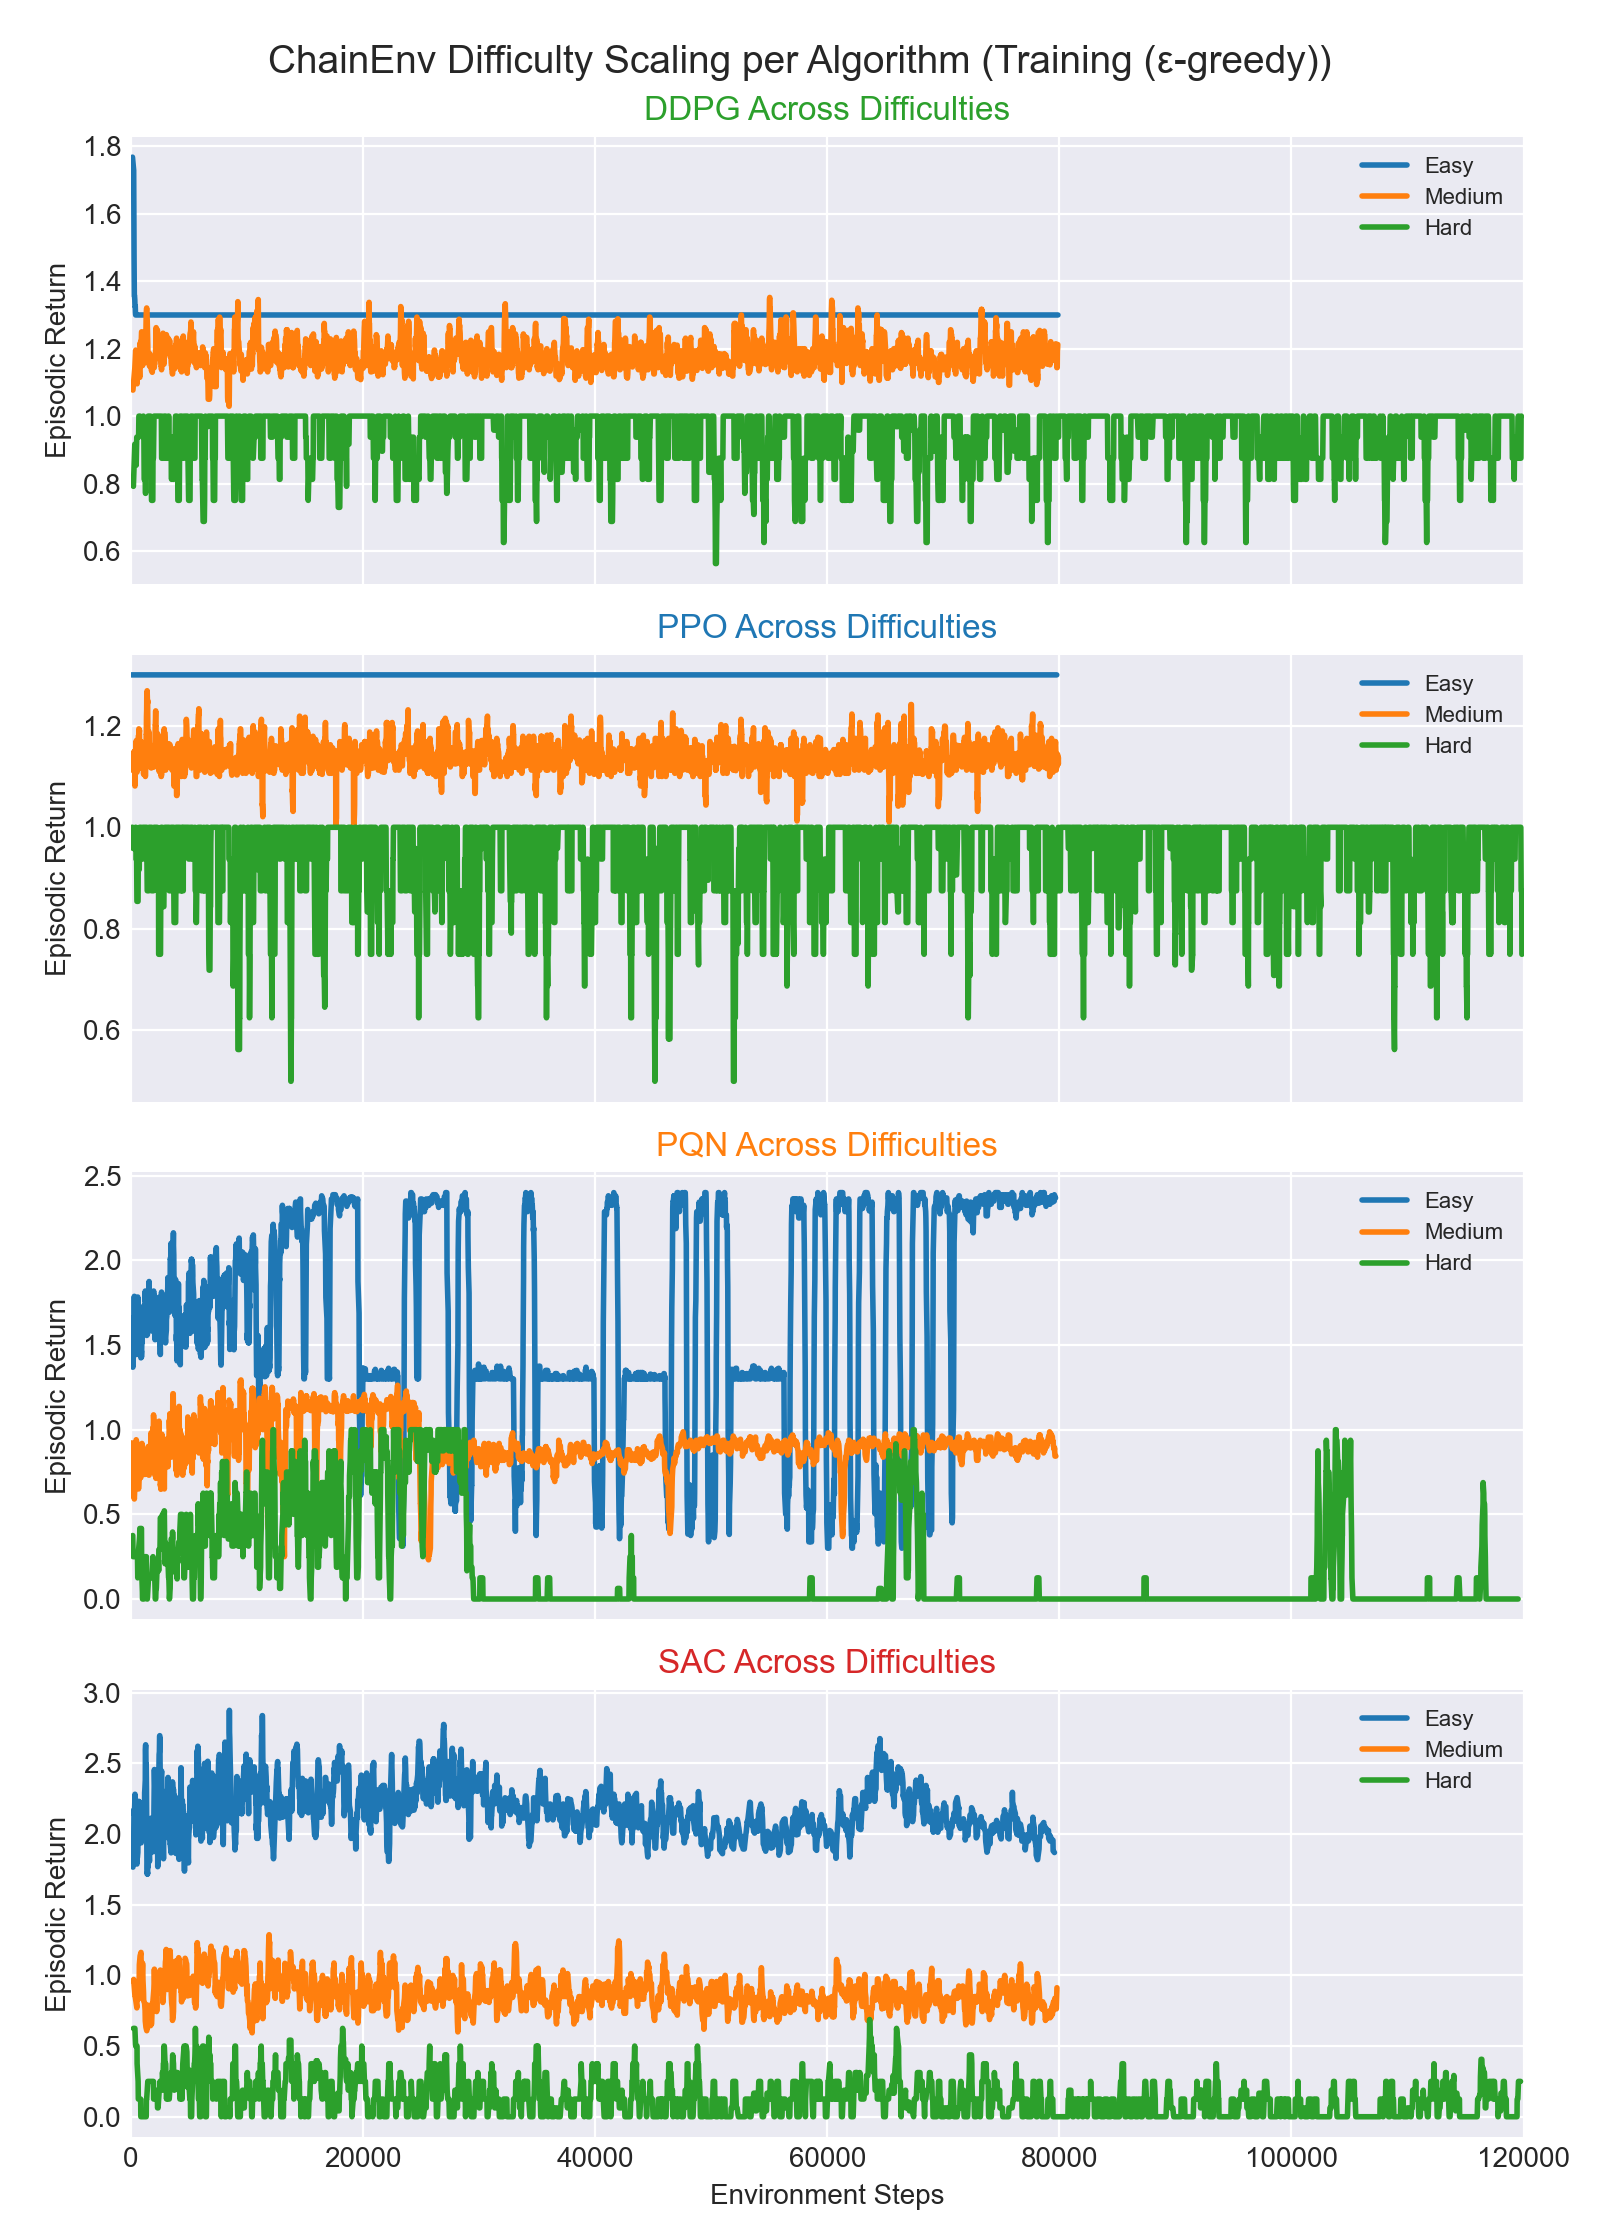 ChainEnv Difficulty Scaling per Algorithm (Training (ε-greedy))
DDPG Across Difficulties
1.8
1.6
1.4
1.2
1.0
0.8
0.6
Episodic Return
Easy
Medium
Hard
PPO Across Difficulties
1.2
1.0
0.8
0.6
Episodic Return
Easy
Medium
Hard
PQN Across Difficulties
2.5
2.0
1.5
1.0
0.5
0.0
Episodic Return
Easy
Medium
Hard
SAC Across Difficulties
3.0
2.5
2.0
1.5
1.0
0.5
0.0
Episodic Return
Easy
Medium
Hard
0 20000 40000 60000 80000 100000 120000
Environment Steps